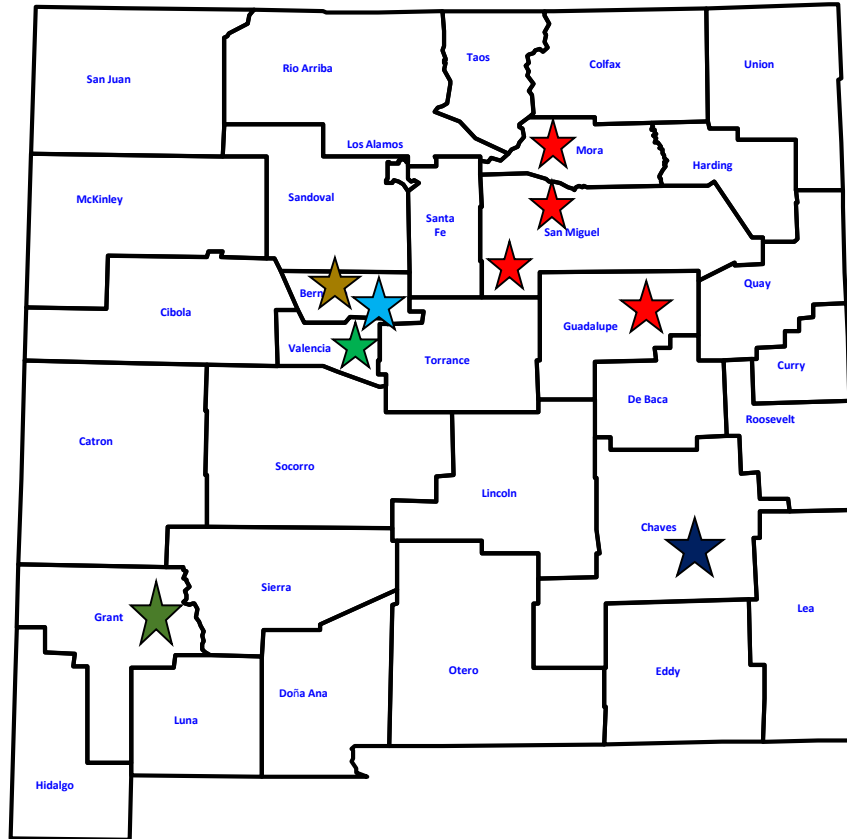 Taos
Colfax
Union
Rio Arriba
San Juan
Los Alamos
Mora
Harding
McKinley
Sandoval
Santa
Fe
San Miguel
Quay
Bern
Cibola
Guadalupe
Valencia
Torrance
Curry
De Baca
Roosevelt
Catron
Socorro
Lincoln
Chaves
Sierra
Grant
Lea
Otero
Eddy
Doña Ana
Luna
Hidalgo